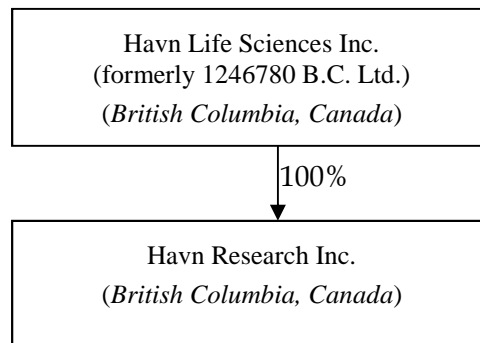 Havn Life Sciences Inc.
(formerly 1246780 B.C. Ltd.)
(British Columbia, Canada)
100%
Havn Research Inc.
(British Columbia, Canada)